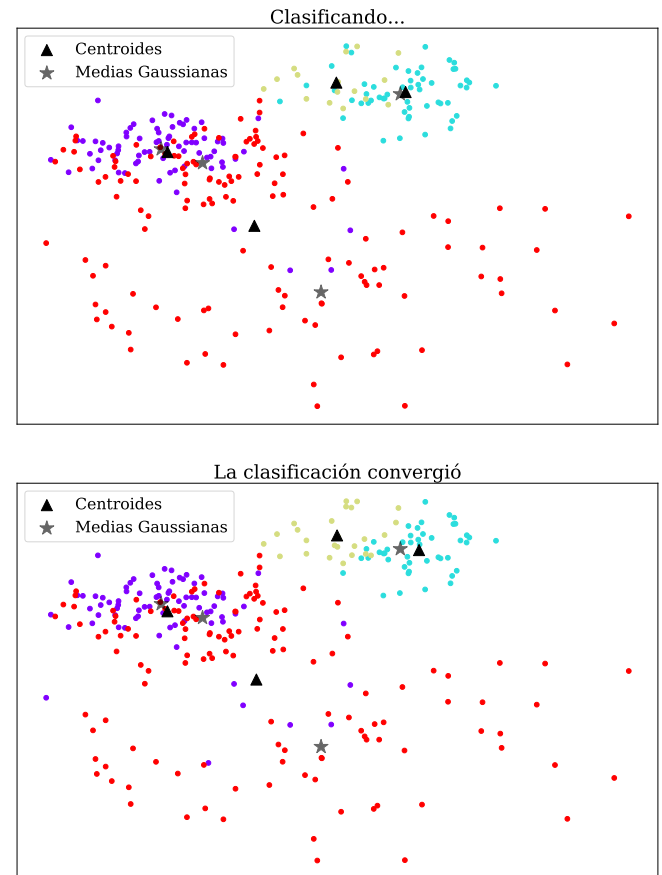 Clasificando...
Centroides
Medias Gaussianas
La clasificación convergió
Centroides
Medias Gaussianas